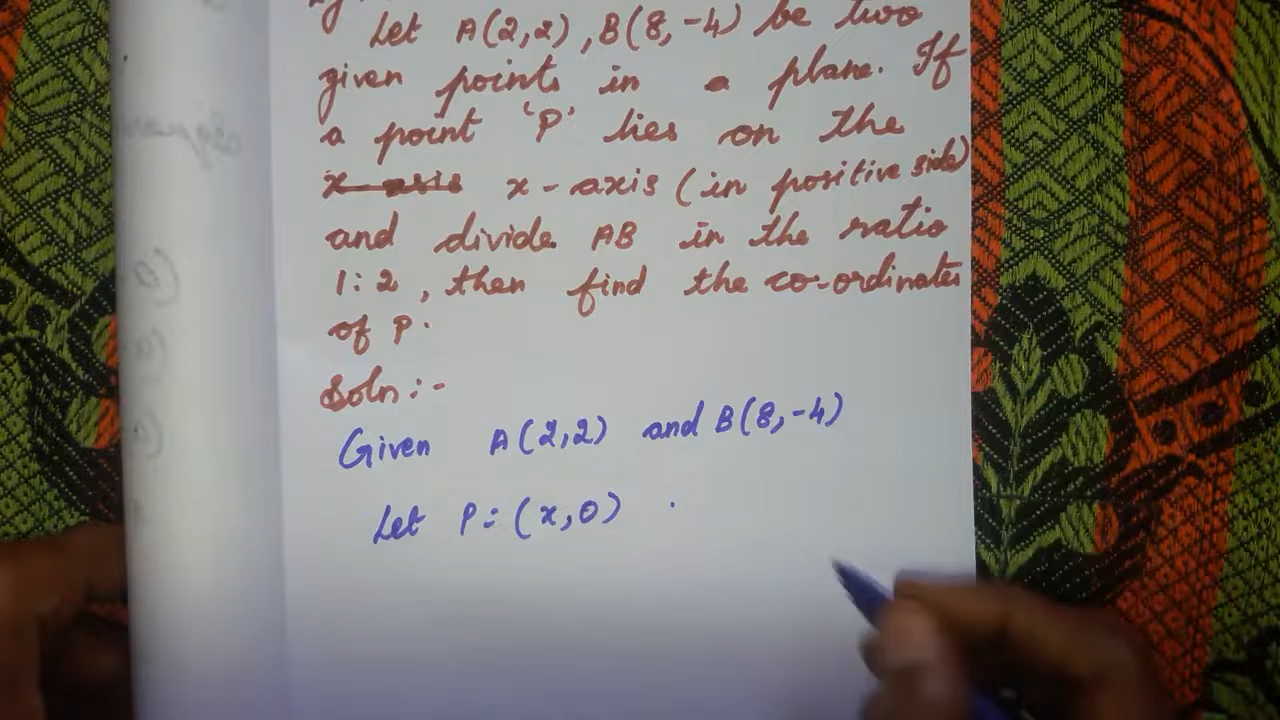 Let A(2,2), B(8,-4) be two
given points in a plane. If
a point 'P' lies on the
x-axis x-axis (in positive side)
and divide AB in the ratio
1:2, then find the co-ordinates
of P.
Soln:-
Given A(2,2) and B(8,-4)
Let P=(x,0)